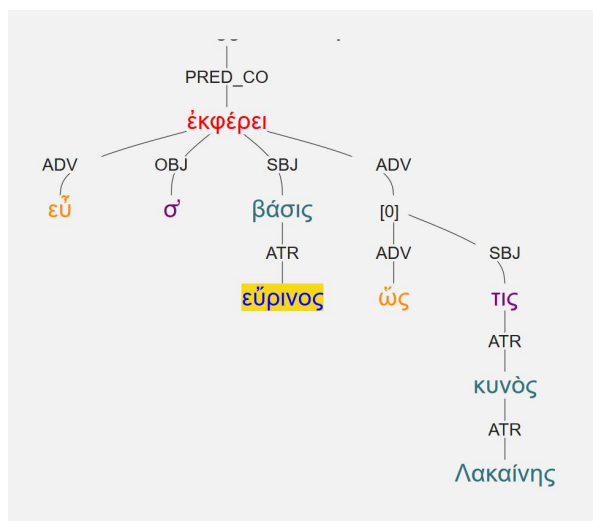 PRED_CO
ἐκφέρει
ADV OBJ SBJ ADV
εὖ σ᾽ βάσις [0]
ATR ADV SBJ
εὔρινος ὥς τις
ATR
κυνὸς
ATR
Λακαίνης